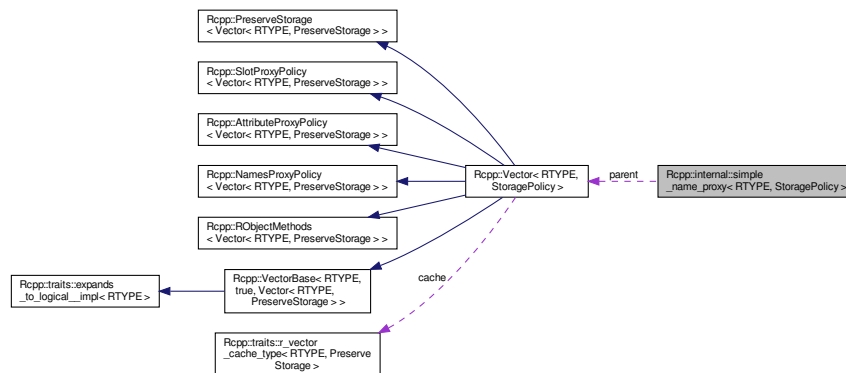 Rcpp::PreserveStorage
< Vector< RTYPE, PreserveStorage > >
Rcpp::SlotProxyPolicy
< Vector< RTYPE, PreserveStorage > >
Rcpp::AttributeProxyPolicy
< Vector< RTYPE, PreserveStorage > >
Rcpp::NamesProxyPolicy
< Vector< RTYPE, PreserveStorage > >
Rcpp::Vector< RTYPE,
StoragePolicy >
parent
Rcpp::internal::simple
_name_proxy< RTYPE, StoragePolicy >
Rcpp::RObjectMethods
< Vector< RTYPE, PreserveStorage > >
Rcpp::traits::expands
_to_logical__impl< RTYPE >
Rcpp::VectorBase< RTYPE,
true, Vector< RTYPE,
PreserveStorage > >
cache
Rcpp::traits::r_vector
_cache_type< RTYPE, Preserve
Storage >